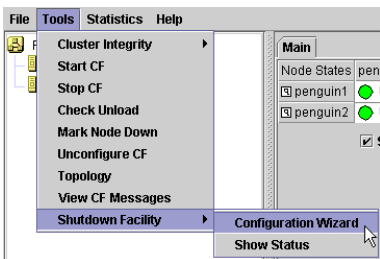 File Tools Statistics Help
Cluster Integrity
Start CF
Stop CF
Check Unload
Mark Node Down
Unconfigure CF
Topology
View CF Messages
Shutdown Facility
Configuration Wizard
Show Status
Main
Node States
penguin1
penguin2